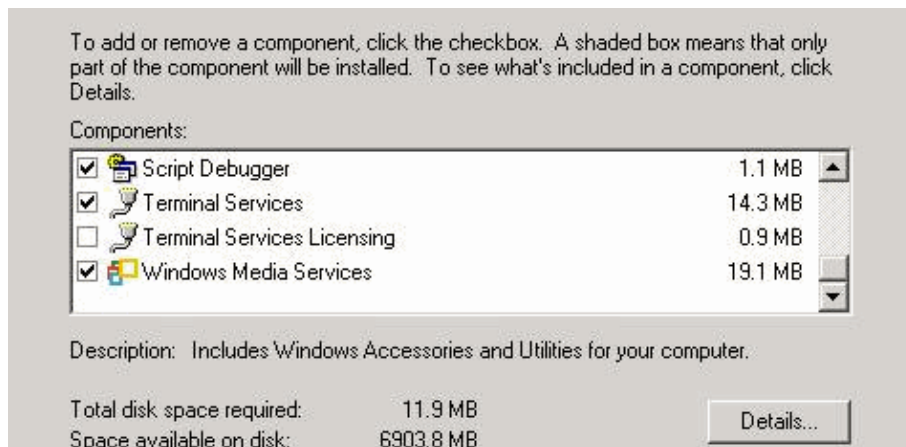 To add or remove a component, click the checkbox. A shaded box means that only
part of the component will be installed. To see what's included in a component, click
Details.
Components:
Script Debugger 1.1 MB
Terminal Services 14.3 MB
Terminal Services Licensing 0.9 MB
Windows Media Services 19.1 MB
Description: Includes Windows Accessories and Utilities for your computer.
Total disk space required: 11.9 MB
Details...
Space available on disk: 6903.8 MB